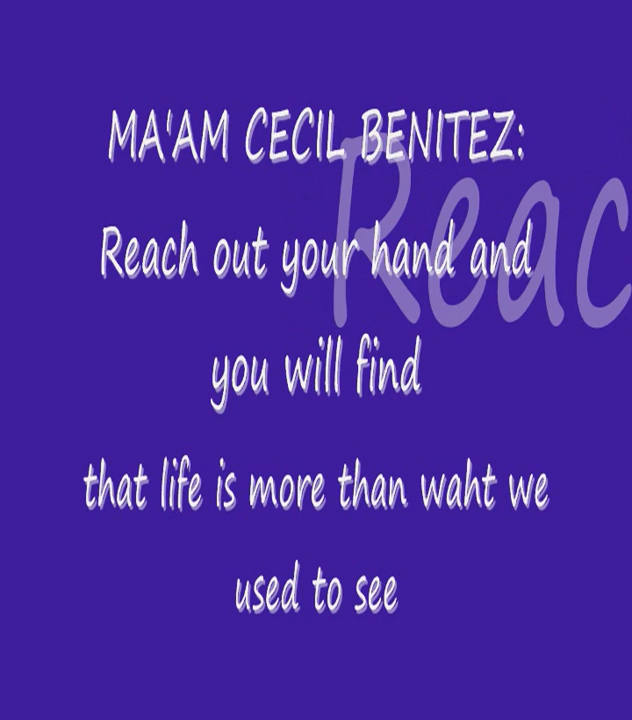 MA'AM CECIL BENITEZ:
Reac
Reach out your hand and
you will find
that life is more than waht we
used to see